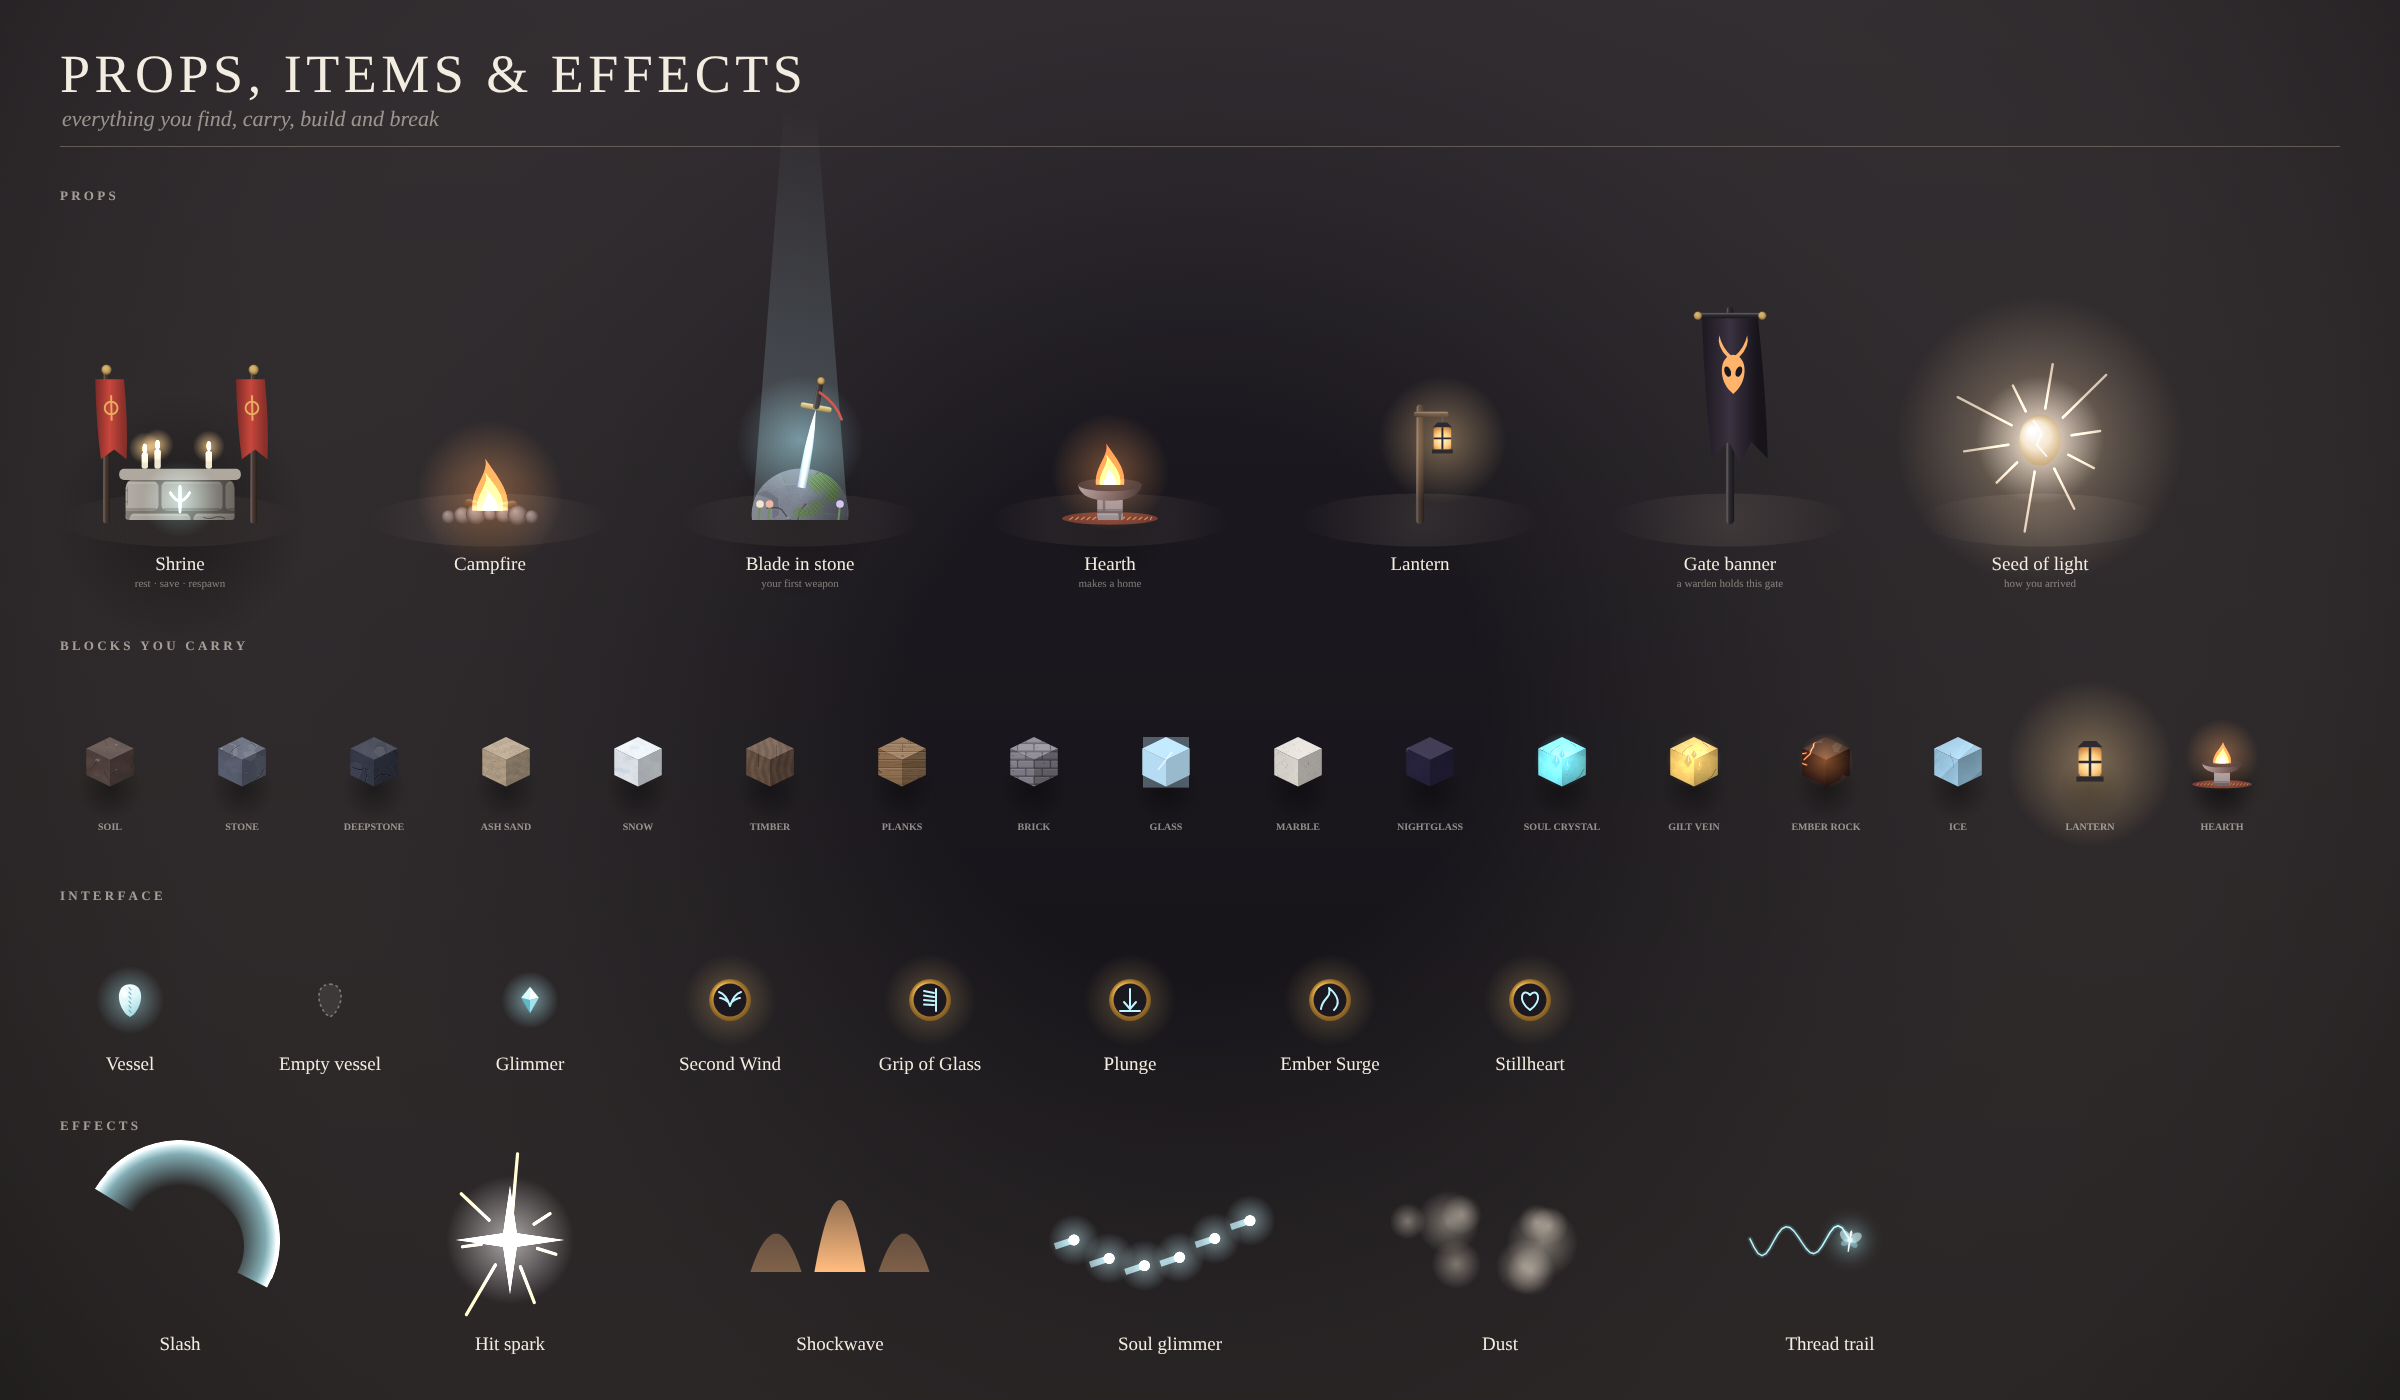 PROPS, ITEMS & EFFECTS
everything you find, carry, build and break
PROPS
Shrine
rest · save · respawn
Campfire
Blade in stone
your first weapon
Hearth
makes a home
Lantern
Gate banner
a warden holds this gate
Seed of light
how you arrived
BLOCKS YOU CARRY
SOIL
STONE
DEEPSTONE
ASH SAND
SNOW
TIMBER
PLANKS
BRICK
GLASS
MARBLE
NIGHTGLASS
SOUL CRYSTAL
GILT VEIN
EMBER ROCK
ICE
LANTERN
HEARTH
INTERFACE
Vessel
Empty vessel
Glimmer
Second Wind
Grip of Glass
Plunge
Ember Surge
Stillheart
EFFECTS
Slash
Hit spark
Shockwave
Soul glimmer
Dust
Thread trail